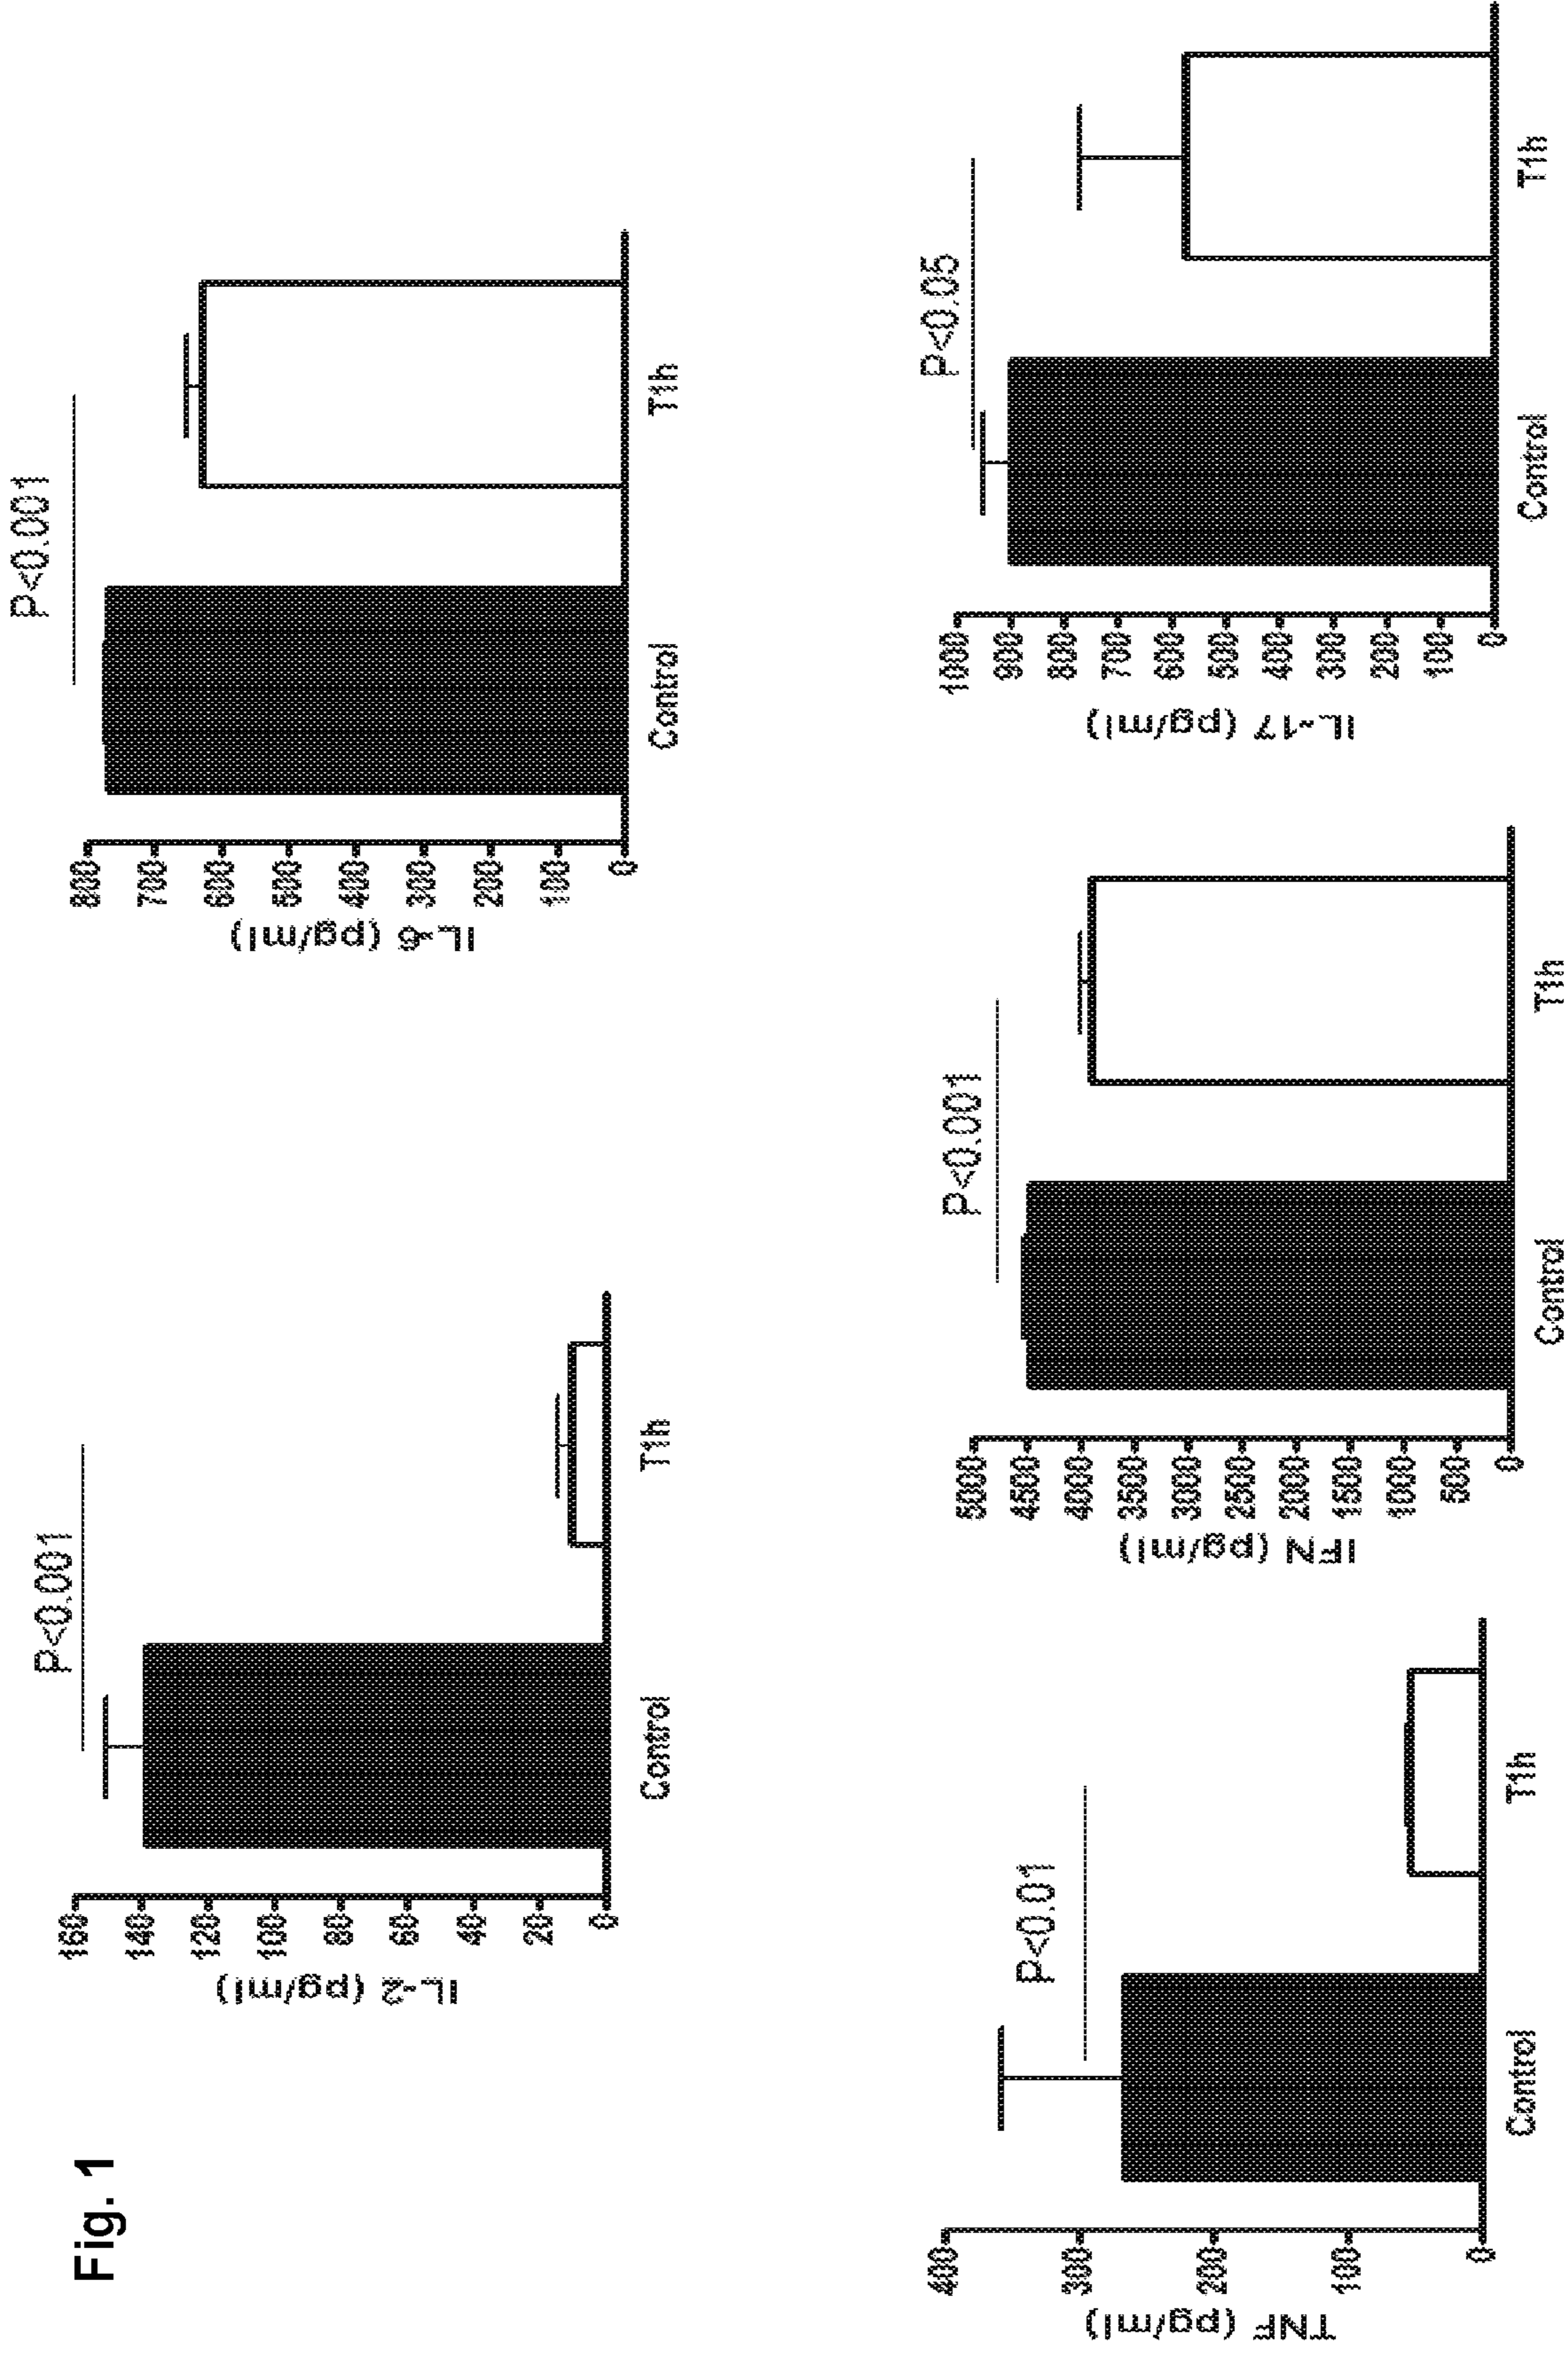 Fig. 1
IL-2 (pg/ml)
160
140
120
100
80
60
40
20
0
P<0.001
Control
T1h
IL-6 (pg/ml)
800
700
600
500
400
300
200
100
0
P<0.001
Control
T1h
TNF (pg/ml)
400
300
200
100
0
P<0.01
Control
T1h
IFN (pg/ml)
5000
4500
4000
3500
3000
2500
2000
1500
1000
500
0
P<0.001
Control
T1h
IL-17 (pg/ml)
1000
900
800
700
600
500
400
300
200
100
0
P<0.05
Control
T1h